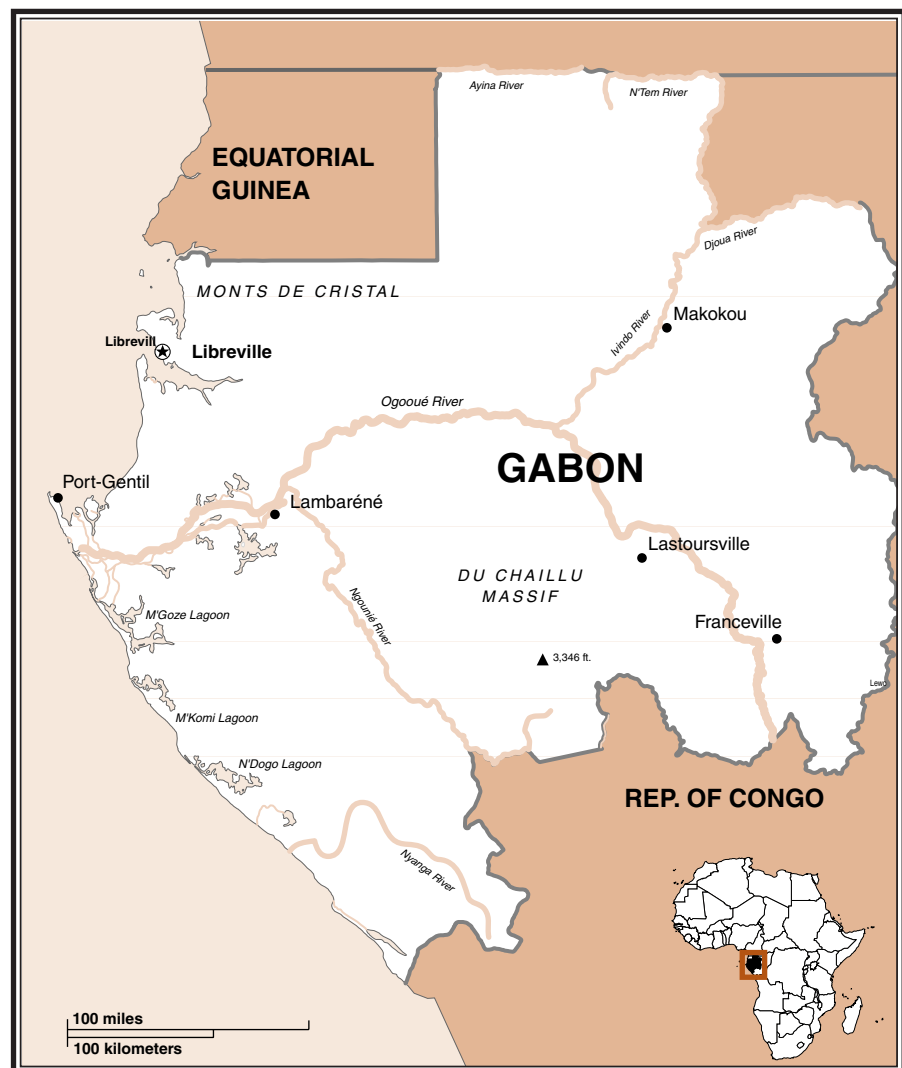 Ayina River
N'Tem River
EQUATORIAL
GUINEA
Djoua River
MONTS DE CRISTAL
Makokou
Librevill
Libreville
Ivindo River
Ogooué River
GABON
Port-Gentil
Lambaréné
Lastoursville
DU CHAILLU
MASSIF
Ngounié River
M'Goze Lagoon
Franceville
3,346 ft.
Lewo
M'Komi Lagoon
N'Dogo Lagoon
REP. OF CONGO
Nyanga River
100 miles
100 kilometers